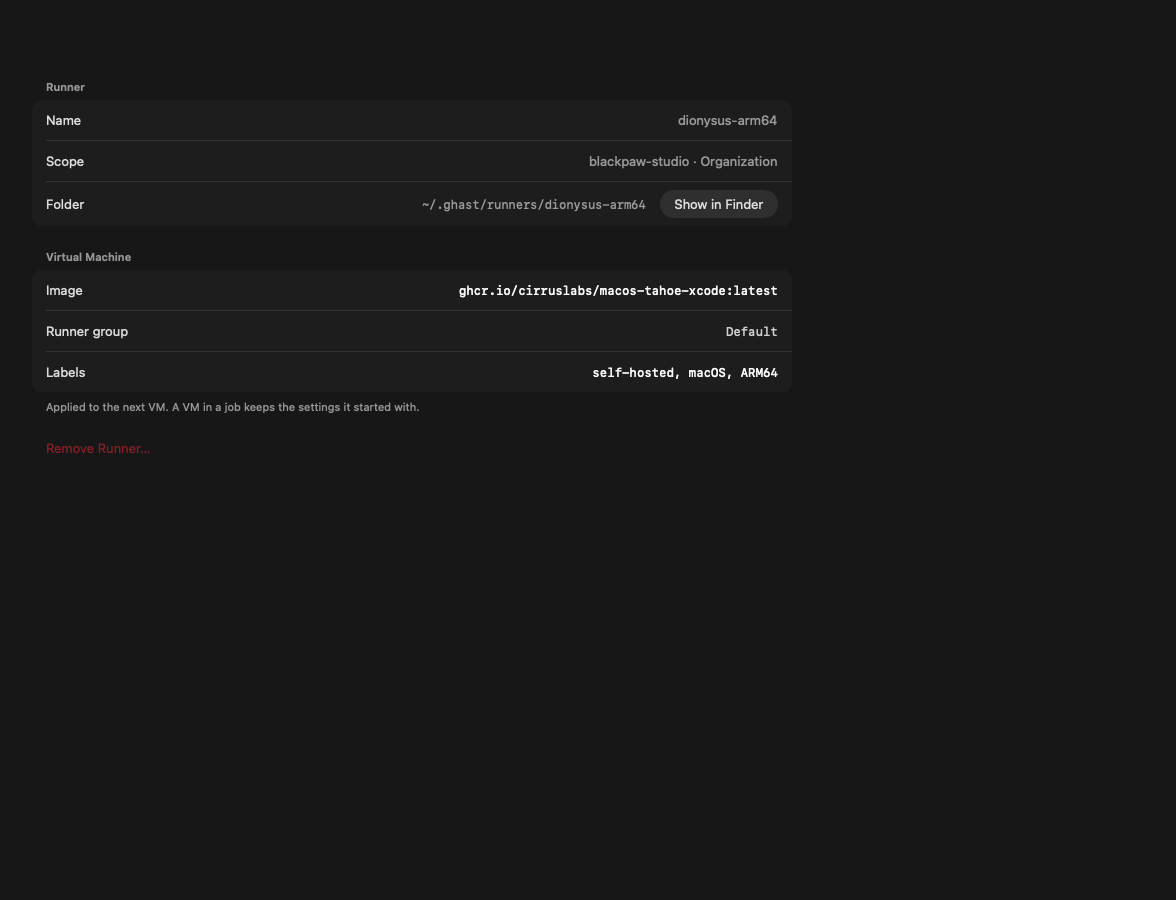 Runner
Name dionysus-arm64
Scope blackpaw-studio · Organization
Folder ~/.ghast/runners/dionysus-arm64 Show in Finder
Virtual Machine
Image ghcr.io/cirruslabs/macos-tahoe-xcode:latest
Runner group Default
Labels self-hosted, macOS, ARM64
Applied to the next VM. A VM in a job keeps the settings it started with.
Remove Runner...